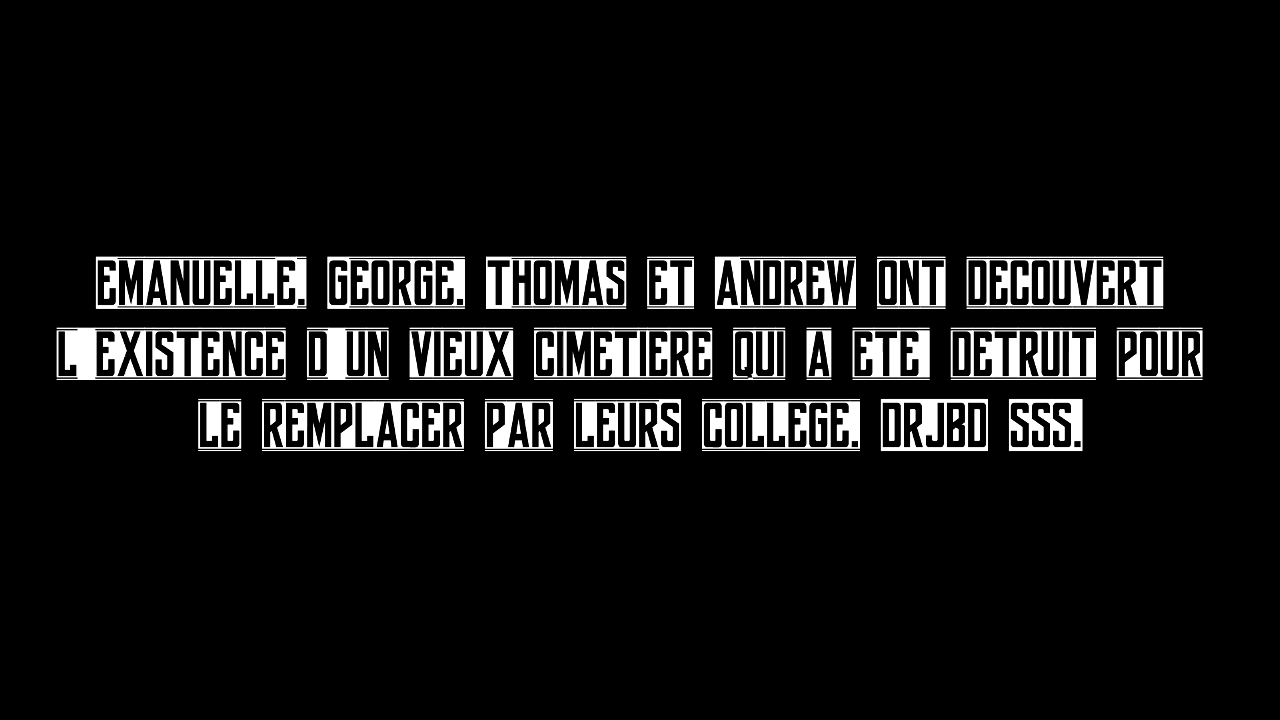 EMANUELLE. GEORGE. THOMAS ET ANDREW ONT DECOUVERT
L EXISTENCE D UN VIEUX CIMETIERE QUI A ETE DETRUIT POUR
LE REMPLACER PAR LEURS COLLEGE. DRJBD SSS.